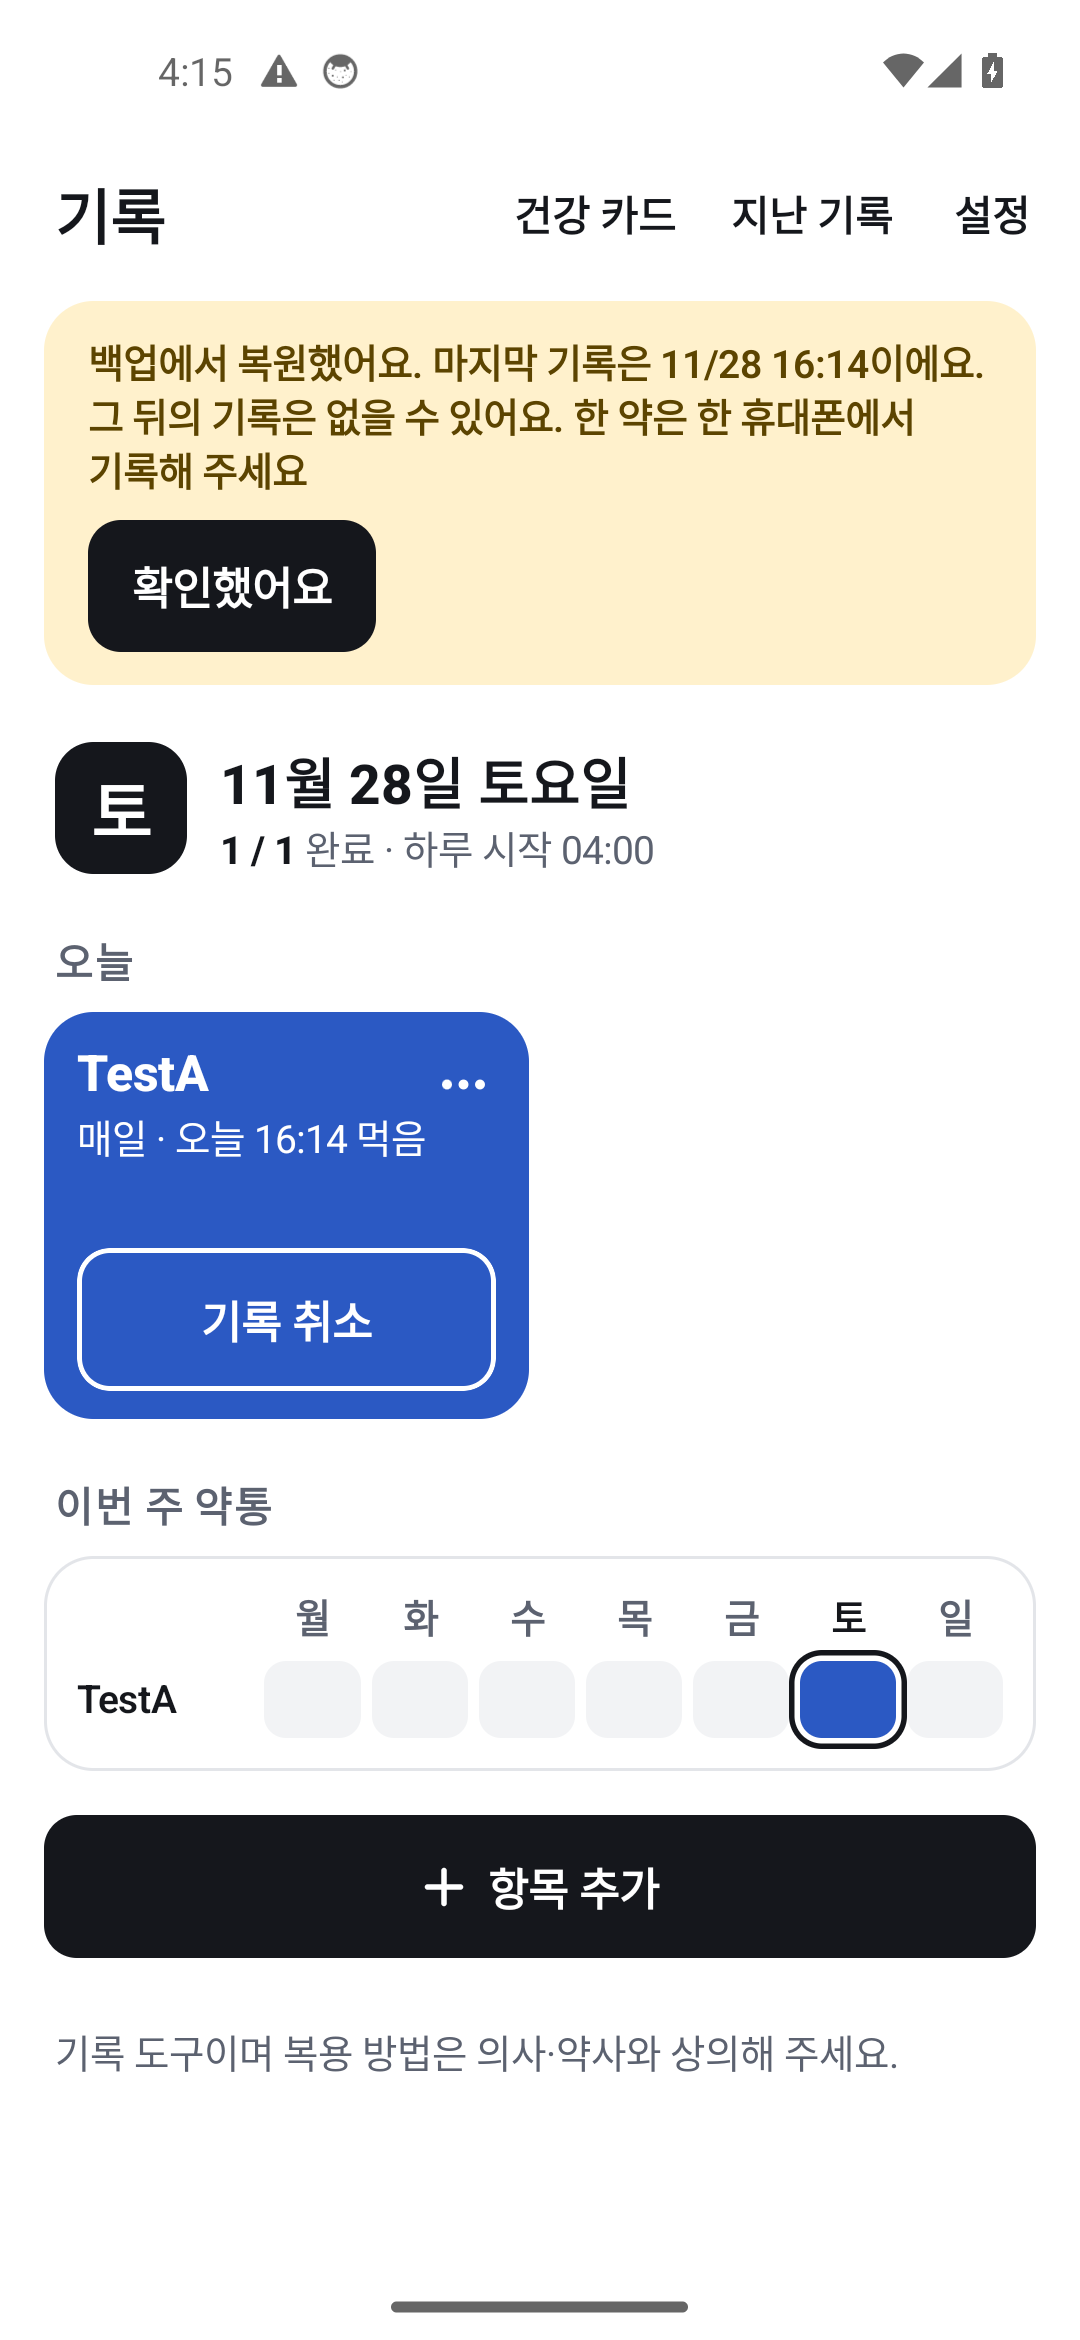 4:15
기록
건강 카드 지난 기록 설정
백업에서 복원했어요. 마지막 기록은 11/28 16:14이에요.
그 뒤의 기록은 없을 수 있어요. 한 약은 한 휴대폰에서
기록해 주세요
확인했어요
토
11월 28일 토요일
1 / 1 완료 · 하루 시작 04:00
오늘
TestA
매일 · 오늘 16:14 먹음
기록 취소
이번 주 약통
월 화 수 목 금 토 일
TestA
+ 항목 추가
기록 도구이며 복용 방법은 의사·약사와 상의해 주세요.